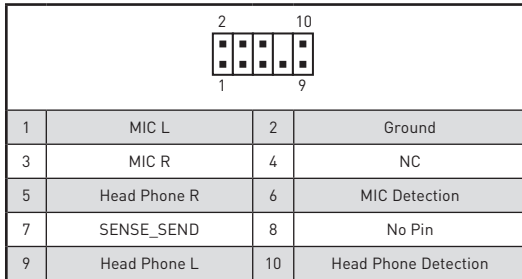 2 10
1 9
1 MIC L 2 Ground
3 MIC R 4 NC
5 Head Phone R 6 MIC Detection
7 SENSE_SEND 8 No Pin
9 Head Phone L 10 Head Phone Detection